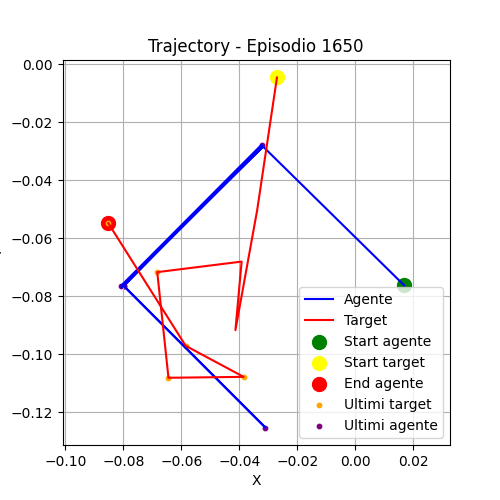 Trajectory - Episodio 1650
0.00
−0.02
−0.04
−0.06
−0.08
−0.10
−0.12
−0.10
−0.08
−0.06
−0.04
−0.02
0.00
0.02
X
Agente
Target
Start agente
Start target
End agente
Ultimi target
Ultimi agente